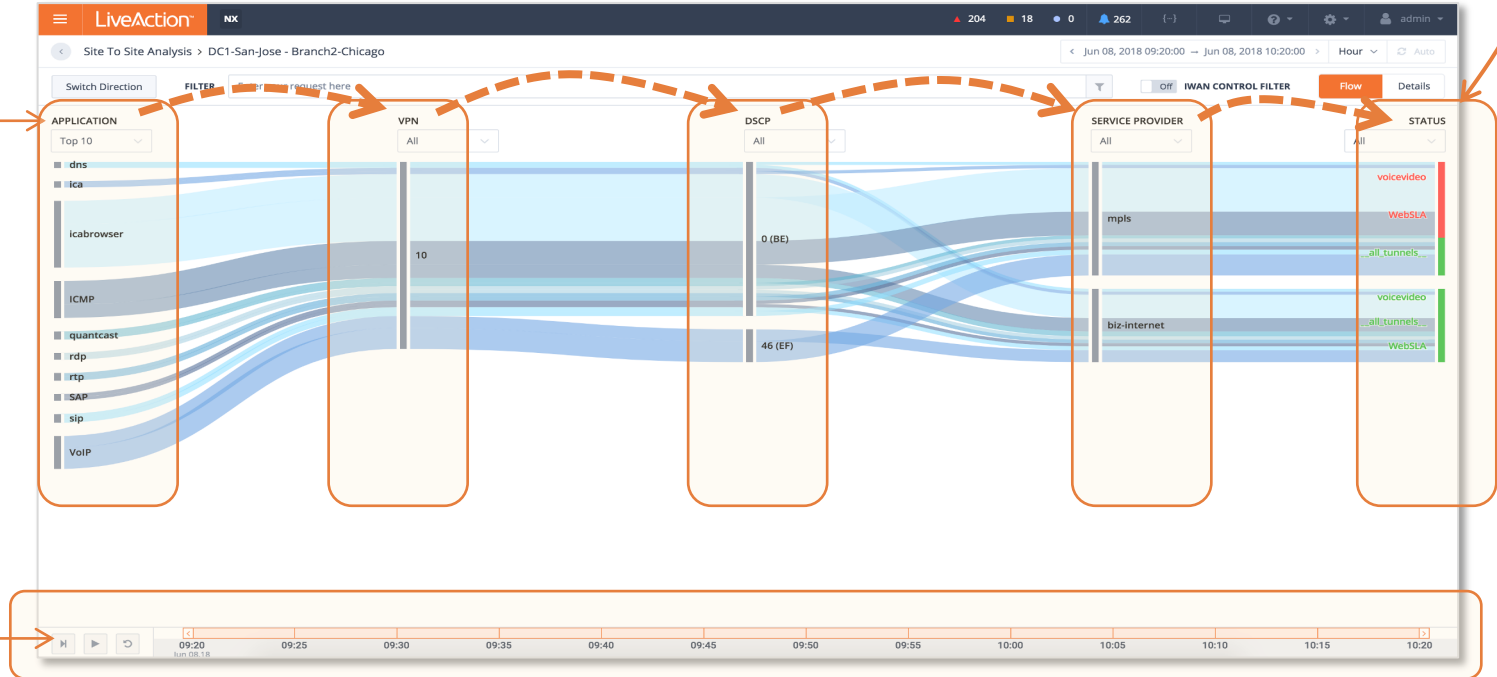 LiveAction™ NX 204 18 0 262 {···} admin
Site To Site Analysis > DC1-San-Jose - Branch2-Chicago < Jun 08, 2018 09:20:00 → Jun 08, 2018 10:20:00 > Hour Auto
Switch Direction FILTER Enter your request here Off IWAN CONTROL FILTER Flow Details
APPLICATION VPN DSCP SERVICE PROVIDER STATUS
Top 10 All All All All
dns
ica
icabrowser
ICMP
quantcast
rdp
rtp
SAP
sip
VoIP
10
0 (BE)
46 (EF)
mpls
biz-internet
voicevideo
WebSLA
__all_tunnels__
voicevideo
__all_tunnels__
WebSLA
09:20 09:25 09:30 09:35 09:40 09:45 09:50 09:55 10:00 10:05 10:10 10:15 10:20
Jun 08,18